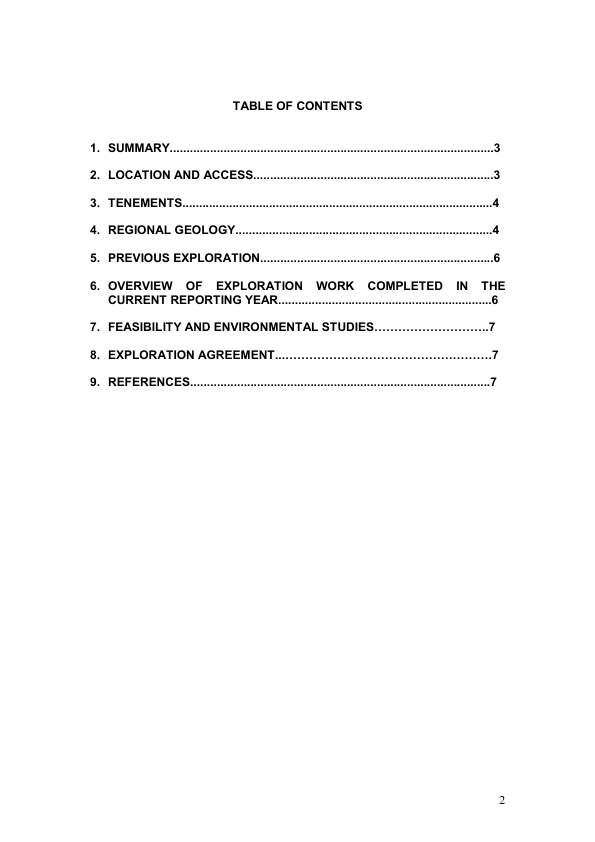 TABLE OF CONTENTS
1. SUMMARY................................................................................................3
2. LOCATION AND ACCESS.......................................................................3
3. TENEMENTS............................................................................................4
4. REGIONAL GEOLOGY............................................................................4
5. PREVIOUS EXPLORATION.....................................................................6
6. OVERVIEW OF EXPLORATION WORK COMPLETED IN THE
CURRENT REPORTING YEAR...............................................................6
7. FEASIBILITY AND ENVIRONMENTAL STUDIES………………………..7
8. EXPLORATION AGREEMENT...…………………………………………….7
9. REFERENCES.........................................................................................7
2